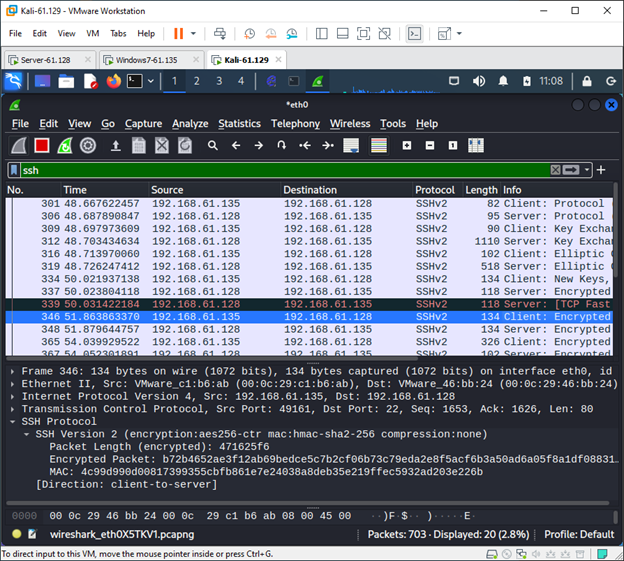 Kali-61.129 - VMware Workstation
File Edit View VM Tabs Help
Server-61.128 Windows7-61.135 Kali-61.129
1 2 3 4 11:08
*eth0
File Edit View Go Capture Analyze Statistics Telephony Wireless Tools Help
ssh
No. Time Source Destination Protocol Length Info
301 48.667622457 192.168.61.135 192.168.61.128 SSHv2 82 Client: Protocol
306 48.687890847 192.168.61.128 192.168.61.135 SSHv2 95 Server: Protocol
309 48.697973609 192.168.61.135 192.168.61.128 SSHv2 90 Client: Key Exchan
312 48.703434634 192.168.61.128 192.168.61.135 SSHv2 1110 Server: Key Exchan
316 48.713970060 192.168.61.135 192.168.61.128 SSHv2 102 Client: Elliptic
319 48.726247412 192.168.61.128 192.168.61.135 SSHv2 518 Server: Elliptic
334 50.021937138 192.168.61.135 192.168.61.128 SSHv2 134 Client: New Keys,
337 50.023804118 192.168.61.128 192.168.61.135 SSHv2 118 Server: Encrypted
339 50.031422184 192.168.61.128 192.168.61.135 SSHv2 118 Server: [TCP Fast
346 51.863863370 192.168.61.135 192.168.61.128 SSHv2 134 Client: Encrypted
348 51.879644757 192.168.61.128 192.168.61.135 SSHv2 134 Server: Encrypted
365 54.039929522 192.168.61.135 192.168.61.128 SSHv2 326 Client: Encrypted
367 54.052301891 192.168.61.128 192.168.61.135 SSHv2 102 Server: Encrypted
Frame 346: 134 bytes on wire (1072 bits), 134 bytes captured (1072 bits) on interface eth0, id
Ethernet II, Src: VMware_c1:b6:ab (00:0c:29:c1:b6:ab), Dst: VMware_46:bb:24 (00:0c:29:46:bb:24)
Internet Protocol Version 4, Src: 192.168.61.135, Dst: 192.168.61.128
Transmission Control Protocol, Src Port: 49161, Dst Port: 22, Seq: 1653, Ack: 1626, Len: 80
SSH Protocol
SSH Version 2 (encryption:aes256-ctr mac:hmac-sha2-256 compression:none)
Packet Length (encrypted): 471625f6
Encrypted Packet: b72b4652ae3f12ab69bedce5c7b2cf06b73c79eda2e8f5acf6b3a50ad6a05f8a1df08831…
MAC: 4c99d990d00817399355cbfb861e7e24038a8deb35e219ffec5932ad203e226b
[Direction: client-to-server]
0000 00 0c 29 46 bb 24 00 0c 29 c1 b6 ab 08 00 45 00 ··)F·$·· )·····E·
wireshark_eth0X5TKV1.pcapng Packets: 703 · Displayed: 20 (2.8%) Profile: Default
To direct input to this VM, move the mouse pointer inside or press Ctrl+G.